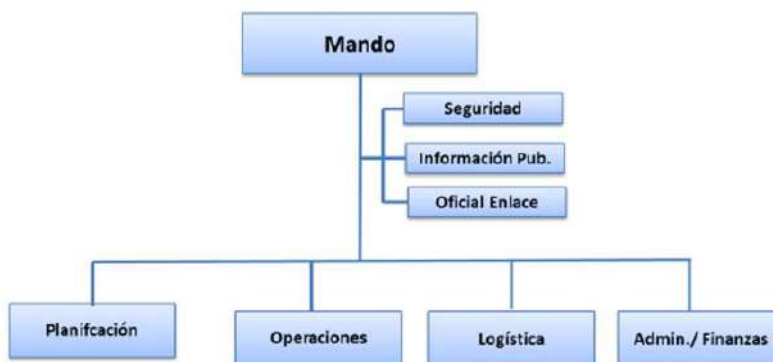 Mando
Seguridad
Información Pub.
Oficial Enlace
Planifcación
Operaciones
Logística
Admin./ Finanzas